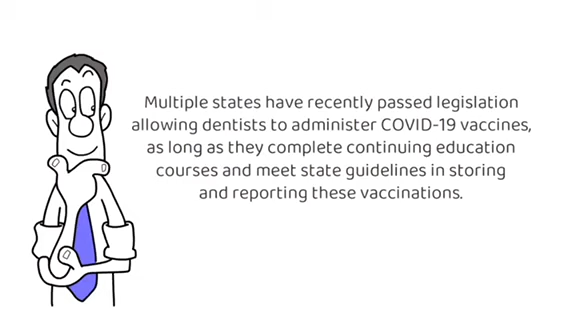 Multiple states have recently passed legislation
allowing dentists to administer COVID-19 vaccines,
as long as they complete continuing education
courses and meet state guidelines in storing
and reporting these vaccinations.